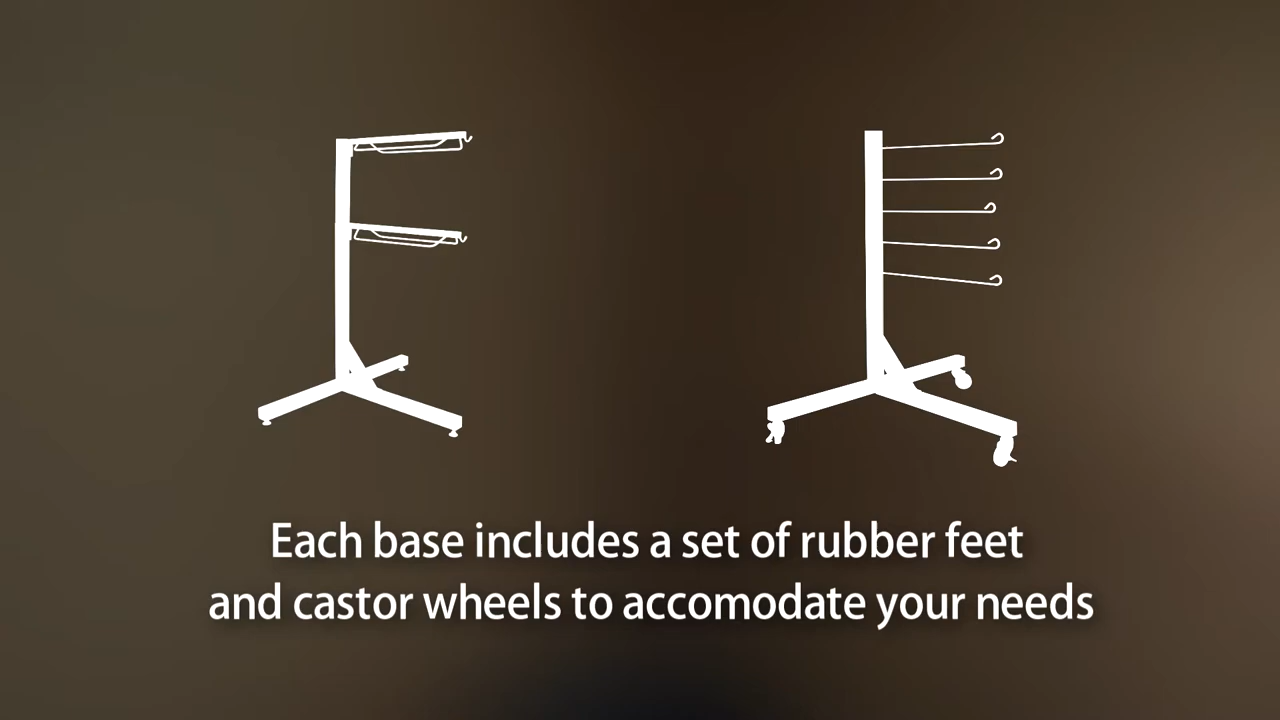 Each base includes a set of rubber feet
and castor wheels to accomodate your needs